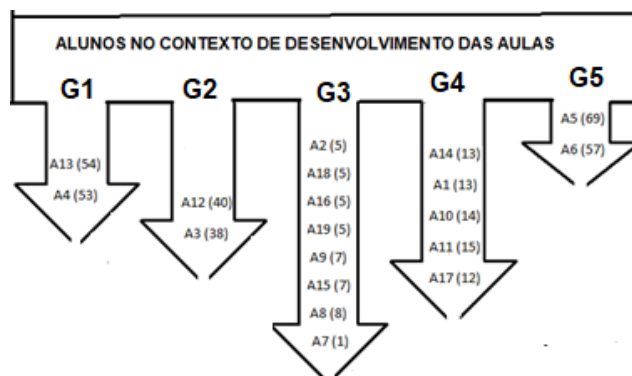 ALUNOS NO CONTEXTO DE DESENVOLVIMENTO DAS AULAS
G1
A13 (54)
A4 (53)
G2
A12 (40)
A3 (38)
G3
A2 (5)
A18 (5)
A16 (5)
A19 (5)
A9 (7)
A15 (7)
A8 (8)
A7 (1)
G4
A14 (13)
A1 (13)
A10 (14)
A11 (15)
A17 (12)
G5
A5 (69)
A6 (57)